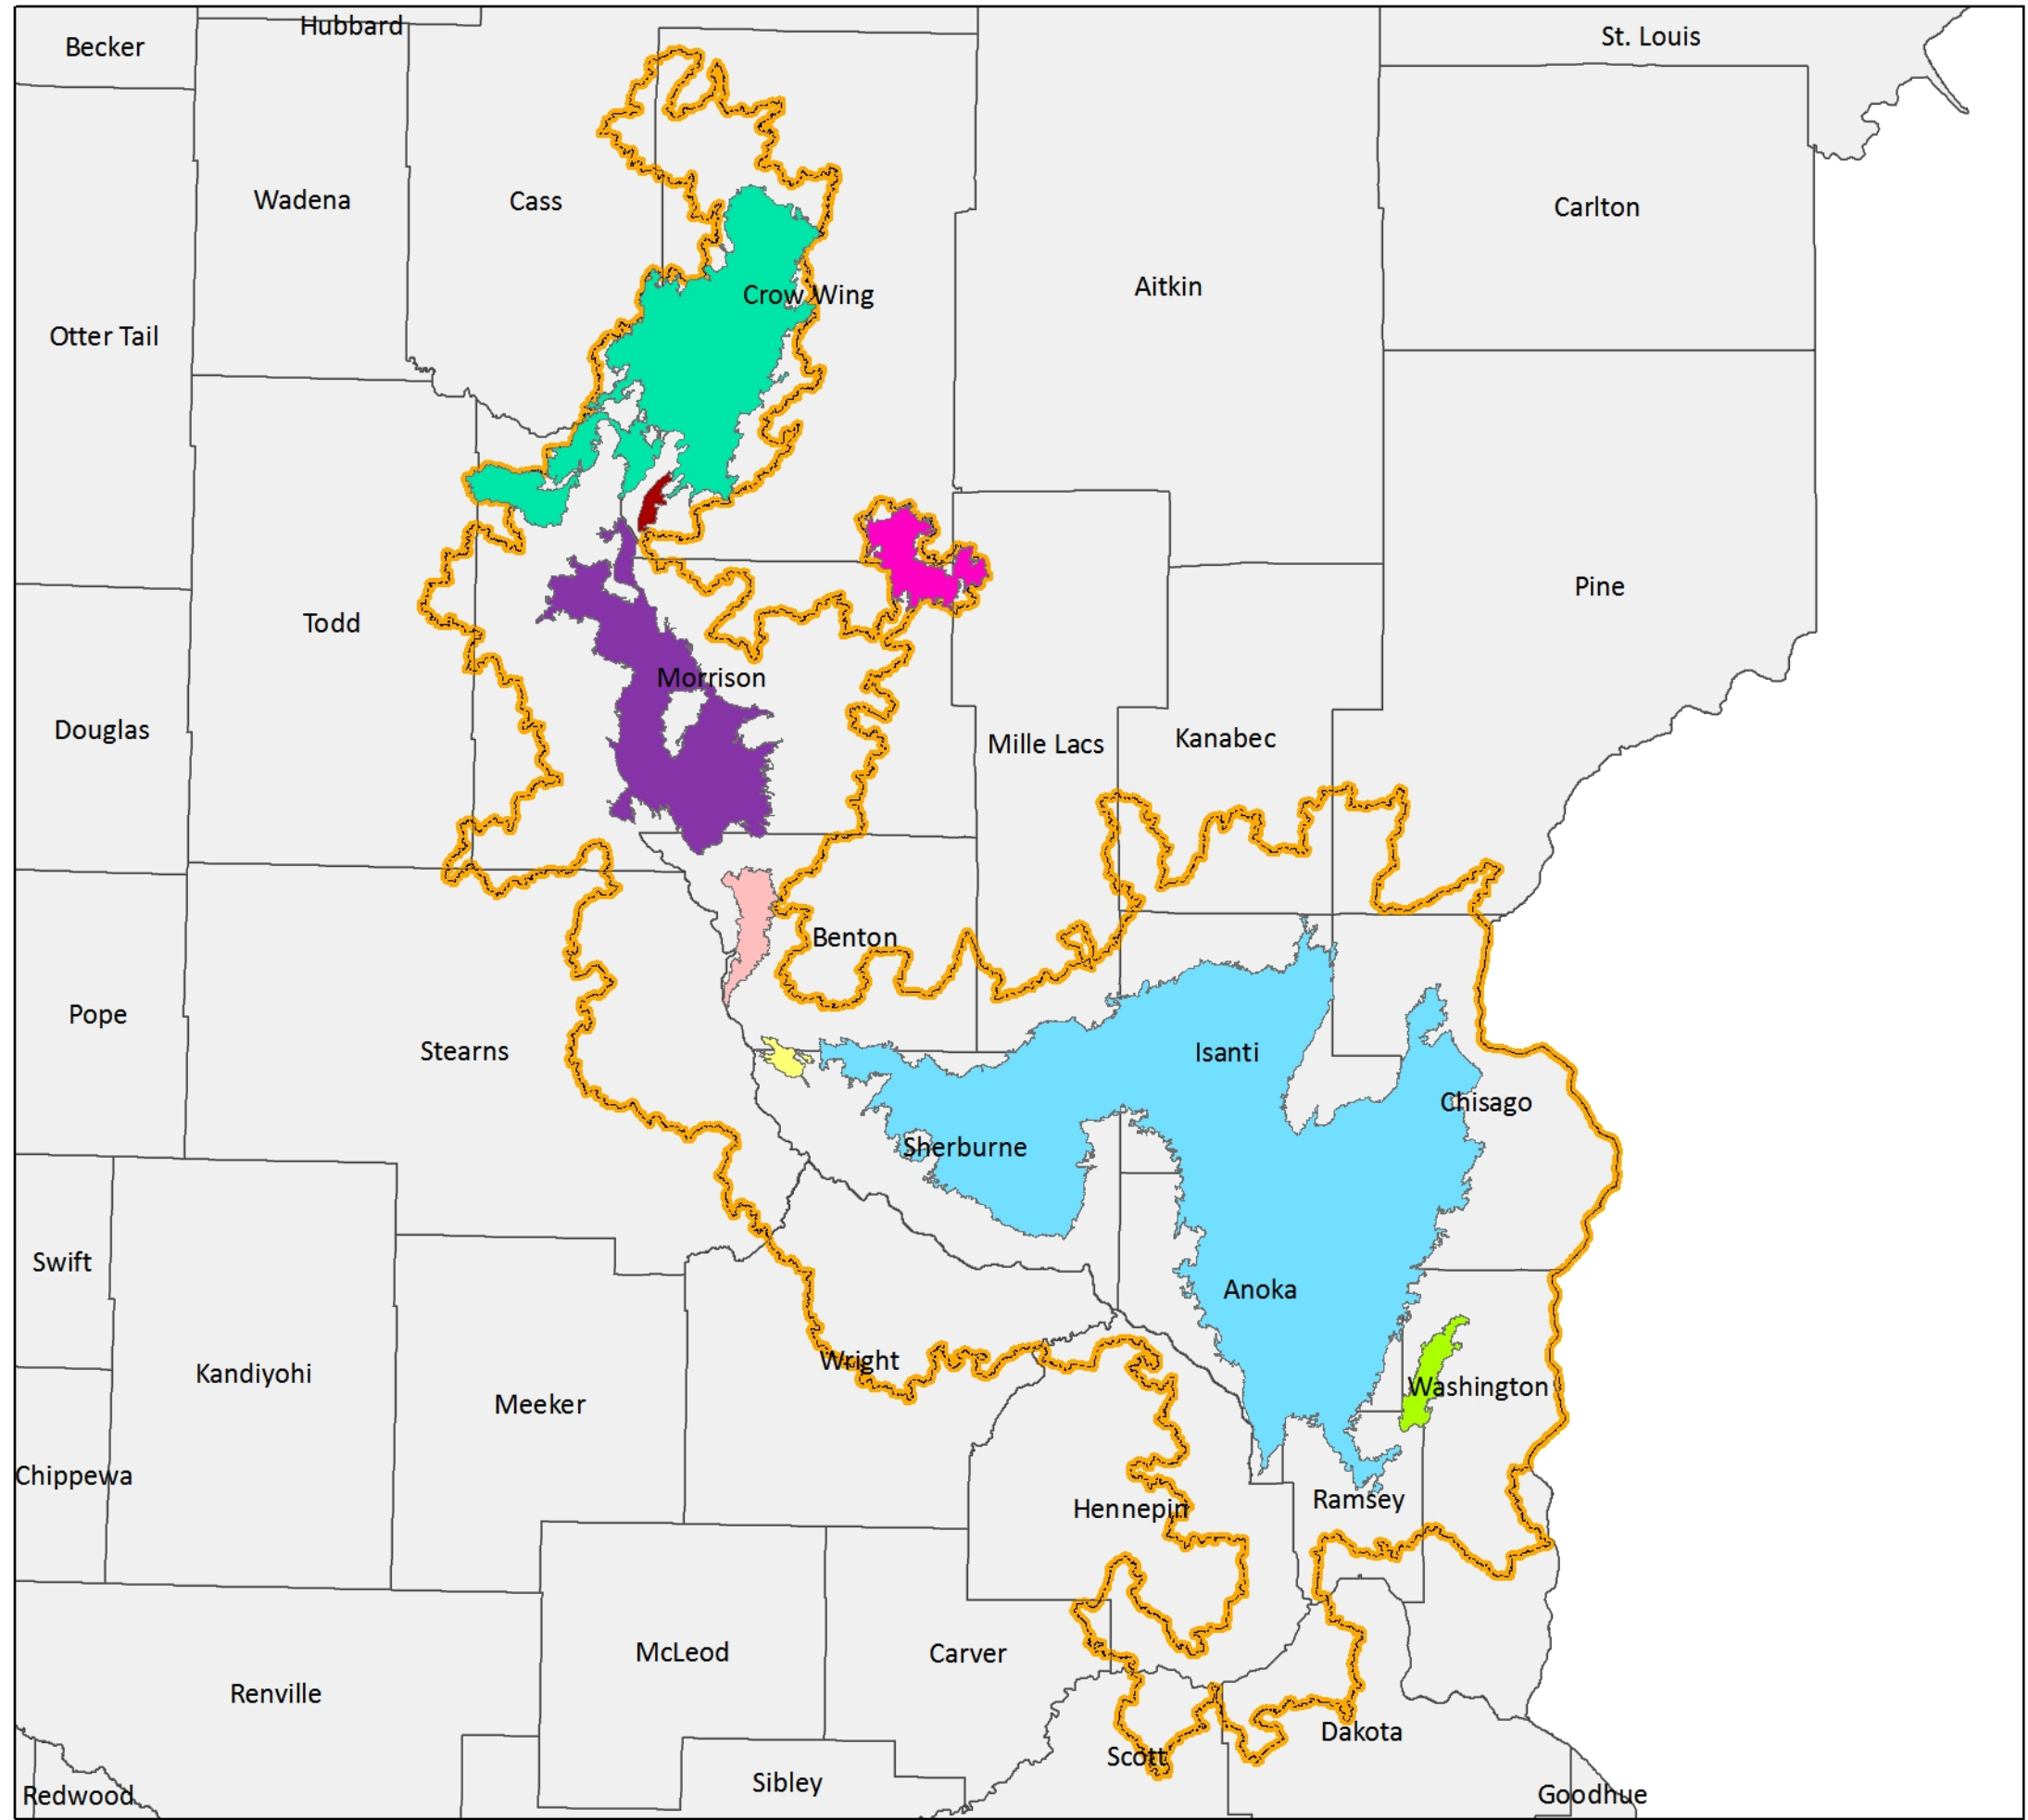 Hubbard
St. Louis
Becker
Wadena
Cass
Carlton
Aitkin
Crow Wing
Otter Tail
Pine
Todd
Morrison
Douglas
Mille Lacs
Kanabec
Benton
Pope
Stearns
Isanti
Chisago
Sherburne
Swift
Anoka
Wright
Kandiyohi
Washington
Meeker
Chippewa
Ramsey
Hennepin
McLeod
Carver
Renville
Dakota
Scott
Sibley
Redwood
Goodhue